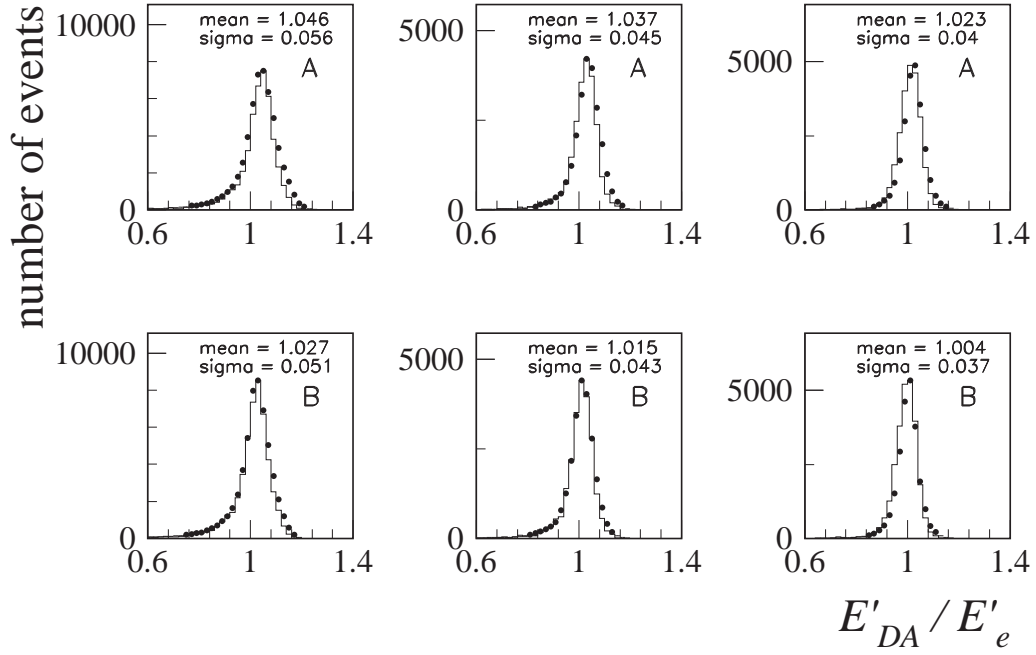 number of events
10000
0
0.6 1 1.4
mean = 1.046
sigma = 0.056
A
5000
0
0.6 1 1.4
mean = 1.037
sigma = 0.045
A
5000
0
0.6 1 1.4
mean = 1.023
sigma = 0.04
A
10000
0
0.6 1 1.4
mean = 1.027
sigma = 0.051
B
5000
0
0.6 1 1.4
mean = 1.015
sigma = 0.043
B
5000
0
0.6 1 1.4
mean = 1.004
sigma = 0.037
B
E'DA / E'e